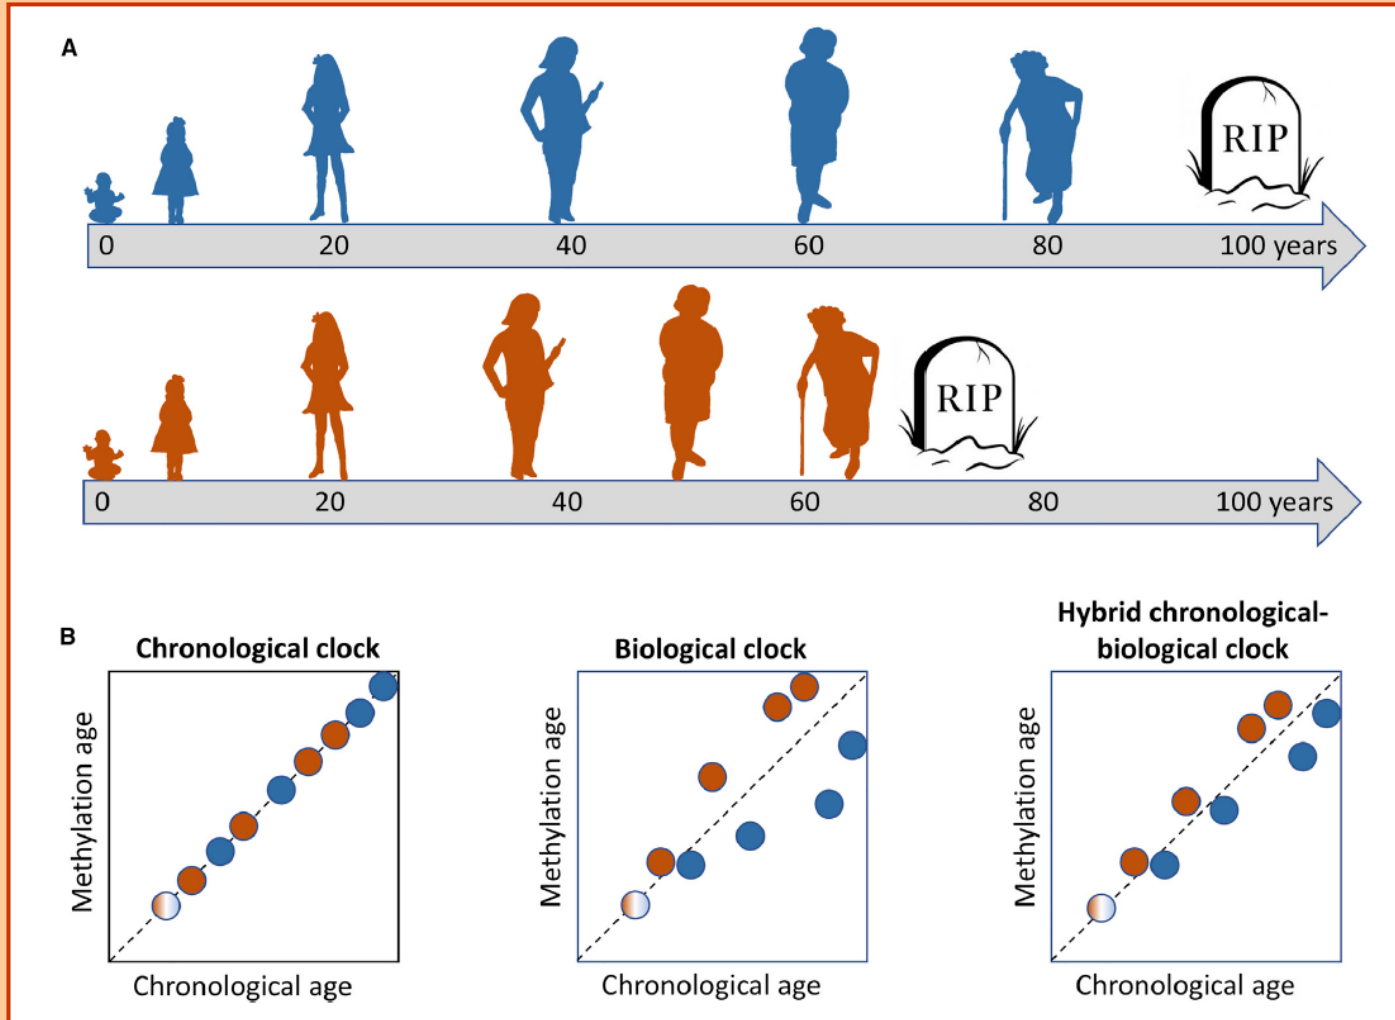 A
RIP
0 20 40 60 80 100 years
RIP
0 20 40 60 80 100 years
B
Chronological clock
Methylation age
Chronological age
Biological clock
Methylation age
Chronological age
Hybrid chronological-
biological clock
Methylation age
Chronological age